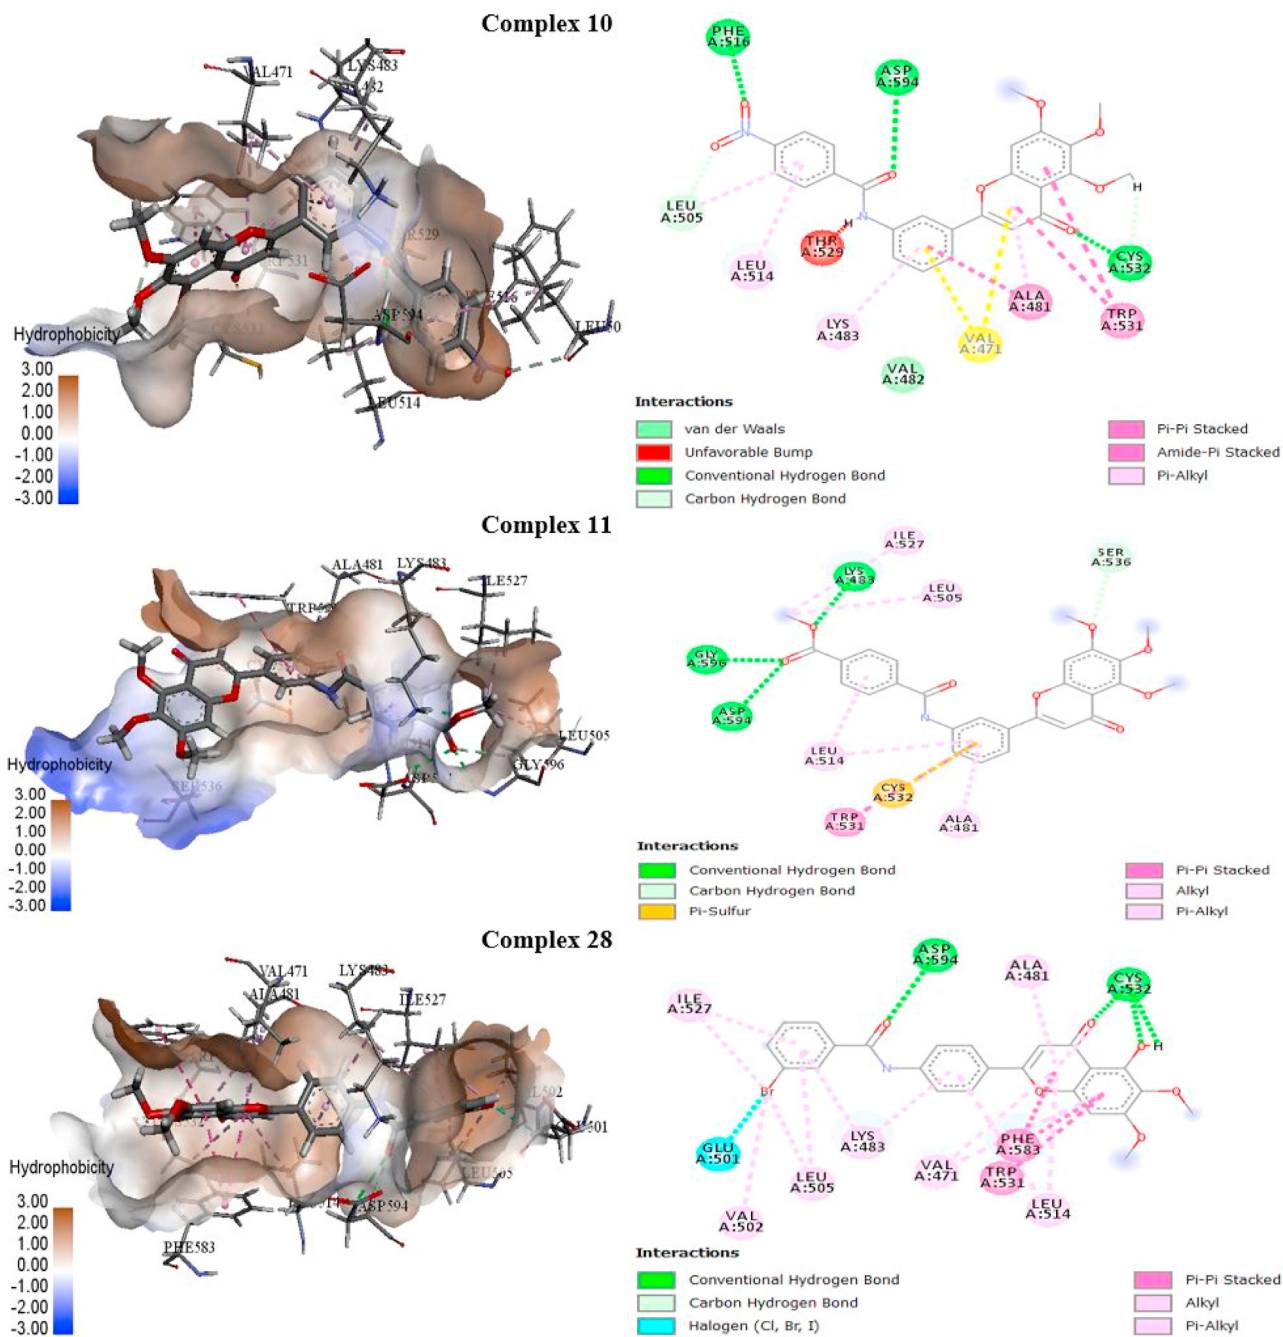 Complex 10
VAL471
LYS483
TRP531
ASP594
LEU514
Hydrophobicity
3.00
2.00
1.00
0.00
-1.00
-2.00
-3.00
PHE
A:516
ASP
A:594
LEU
A:505
THR
A:529
LEU
A:514
CYS
A:532
ALA
A:481
TRP
A:531
LYS
A:483
VAL
A:471
VAL
A:482
O
O
N
O
N
H
O
O
O
O
O
H
Interactions
van der Waals
Unfavorable Bump
Conventional Hydrogen Bond
Carbon Hydrogen Bond
Pi-Pi Stacked
Amide-Pi Stacked
Pi-Alkyl
Complex 11
ALA481
LYS483
ILE527
LEU505
GLY596
SER536
Hydrophobicity
3.00
2.00
1.00
0.00
-1.00
-2.00
-3.00
ILE
A:527
SER
A:536
LYS
A:483
LEU
A:505
GLY
A:596
ASP
A:594
LEU
A:514
CYS
A:532
TRP
A:531
ALA
A:481
O
O
O
N
O
O
O
O
O
Interactions
Conventional Hydrogen Bond
Carbon Hydrogen Bond
Pi-Sulfur
Pi-Pi Stacked
Alkyl
Pi-Alkyl
Complex 28
VAL471
LYS483
ALA481
ILE527
LEU505
ASP594
PHE583
Hydrophobicity
3.00
2.00
1.00
0.00
-1.00
-2.00
-3.00
ASP
A:594
ALA
A:481
CYS
A:532
ILE
A:527
Br
O
N
O
O
O
H
O
O
GLU
A:501
LYS
A:483
PHE
A:583
VAL
A:471
TRP
A:531
LEU
A:505
LEU
A:514
VAL
A:502
Interactions
Conventional Hydrogen Bond
Carbon Hydrogen Bond
Halogen (Cl, Br, I)
Pi-Pi Stacked
Alkyl
Pi-Alkyl